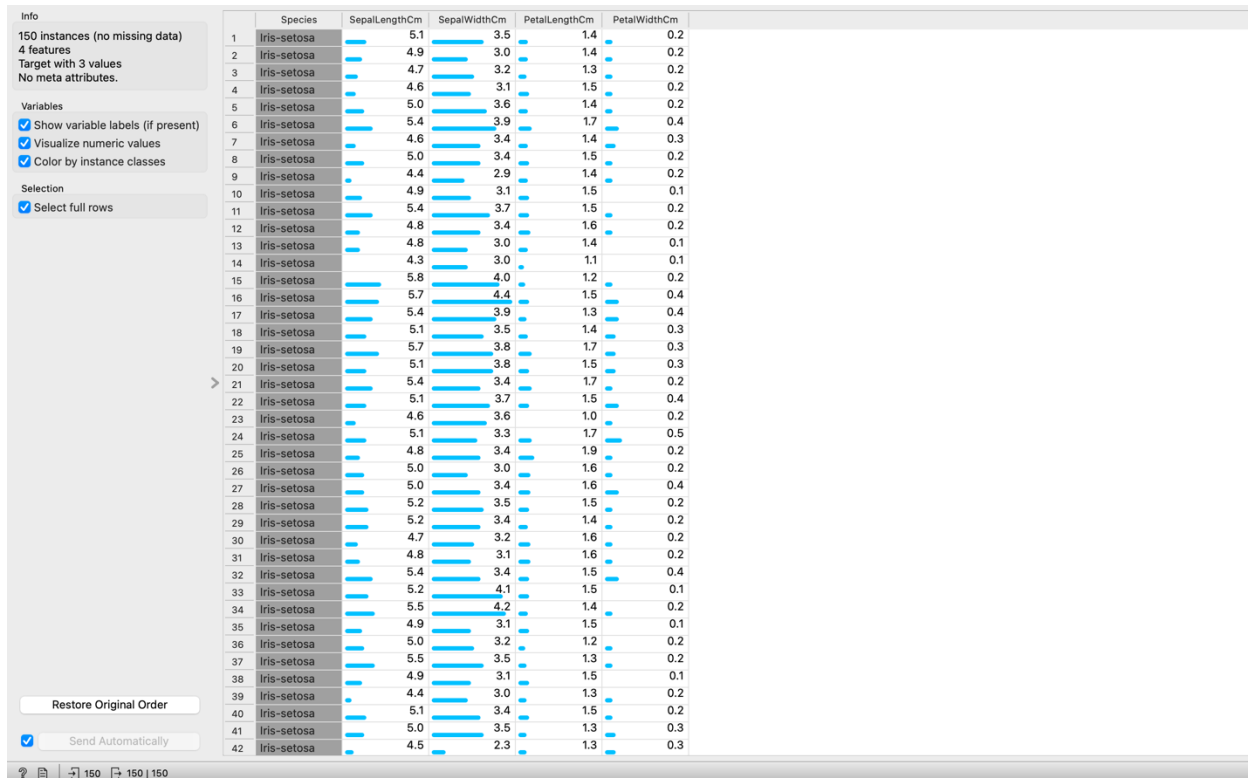 Info
150 instances (no missing data)
4 features
Target with 3 values
No meta attributes.
Variables
Show variable labels (if present)
Visualize numeric values
Color by instance classes
Selection
Select full rows
Restore Original Order
Send Automatically
Species SepalLengthCm SepalWidthCm PetalLengthCm PetalWidthCm
1 Iris-setosa 5.1 3.5 1.4 0.2
2 Iris-setosa 4.9 3.0 1.4 0.2
3 Iris-setosa 4.7 3.2 1.3 0.2
4 Iris-setosa 4.6 3.1 1.5 0.2
5 Iris-setosa 5.0 3.6 1.4 0.2
6 Iris-setosa 5.4 3.9 1.7 0.4
7 Iris-setosa 4.6 3.4 1.4 0.3
8 Iris-setosa 5.0 3.4 1.5 0.2
9 Iris-setosa 4.4 2.9 1.4 0.2
10 Iris-setosa 4.9 3.1 1.5 0.1
11 Iris-setosa 5.4 3.7 1.5 0.2
12 Iris-setosa 4.8 3.4 1.6 0.2
13 Iris-setosa 4.8 3.0 1.4 0.1
14 Iris-setosa 4.3 3.0 1.1 0.1
15 Iris-setosa 5.8 4.0 1.2 0.2
16 Iris-setosa 5.7 4.4 1.5 0.4
17 Iris-setosa 5.4 3.9 1.3 0.4
18 Iris-setosa 5.1 3.5 1.4 0.3
19 Iris-setosa 5.7 3.8 1.7 0.3
20 Iris-setosa 5.1 3.8 1.5 0.3
21 Iris-setosa 5.4 3.4 1.7 0.2
22 Iris-setosa 5.1 3.7 1.5 0.4
23 Iris-setosa 4.6 3.6 1.0 0.2
24 Iris-setosa 5.1 3.3 1.7 0.5
25 Iris-setosa 4.8 3.4 1.9 0.2
26 Iris-setosa 5.0 3.0 1.6 0.2
27 Iris-setosa 5.0 3.4 1.6 0.4
28 Iris-setosa 5.2 3.5 1.5 0.2
29 Iris-setosa 5.2 3.4 1.4 0.2
30 Iris-setosa 4.7 3.2 1.6 0.2
31 Iris-setosa 4.8 3.1 1.6 0.2
32 Iris-setosa 5.4 3.4 1.5 0.4
33 Iris-setosa 5.2 4.1 1.5 0.1
34 Iris-setosa 5.5 4.2 1.4 0.2
35 Iris-setosa 4.9 3.1 1.5 0.1
36 Iris-setosa 5.0 3.2 1.2 0.2
37 Iris-setosa 5.5 3.5 1.3 0.2
38 Iris-setosa 4.9 3.1 1.5 0.1
39 Iris-setosa 4.4 3.0 1.3 0.2
40 Iris-setosa 5.1 3.4 1.5 0.2
41 Iris-setosa 5.0 3.5 1.3 0.3
42 Iris-setosa 4.5 2.3 1.3 0.3
? 150 150 | 150